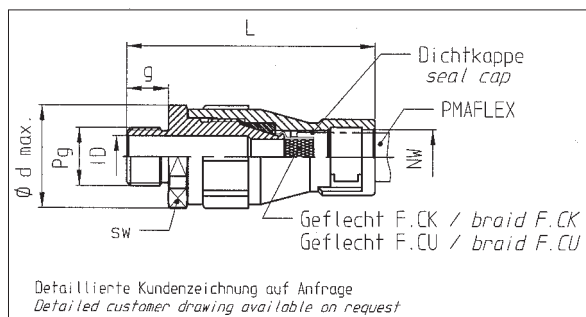 L
g
Dichtkappe
seal cap
PMAFLEX
Ø d max.
Pg
ID
NW
SW
Geflecht F.CK / braid F.CK
Geflecht F.CU / braid F.CU
Detaillierte Kundenzeichnung auf Anfrage
Detailed customer drawing available on request